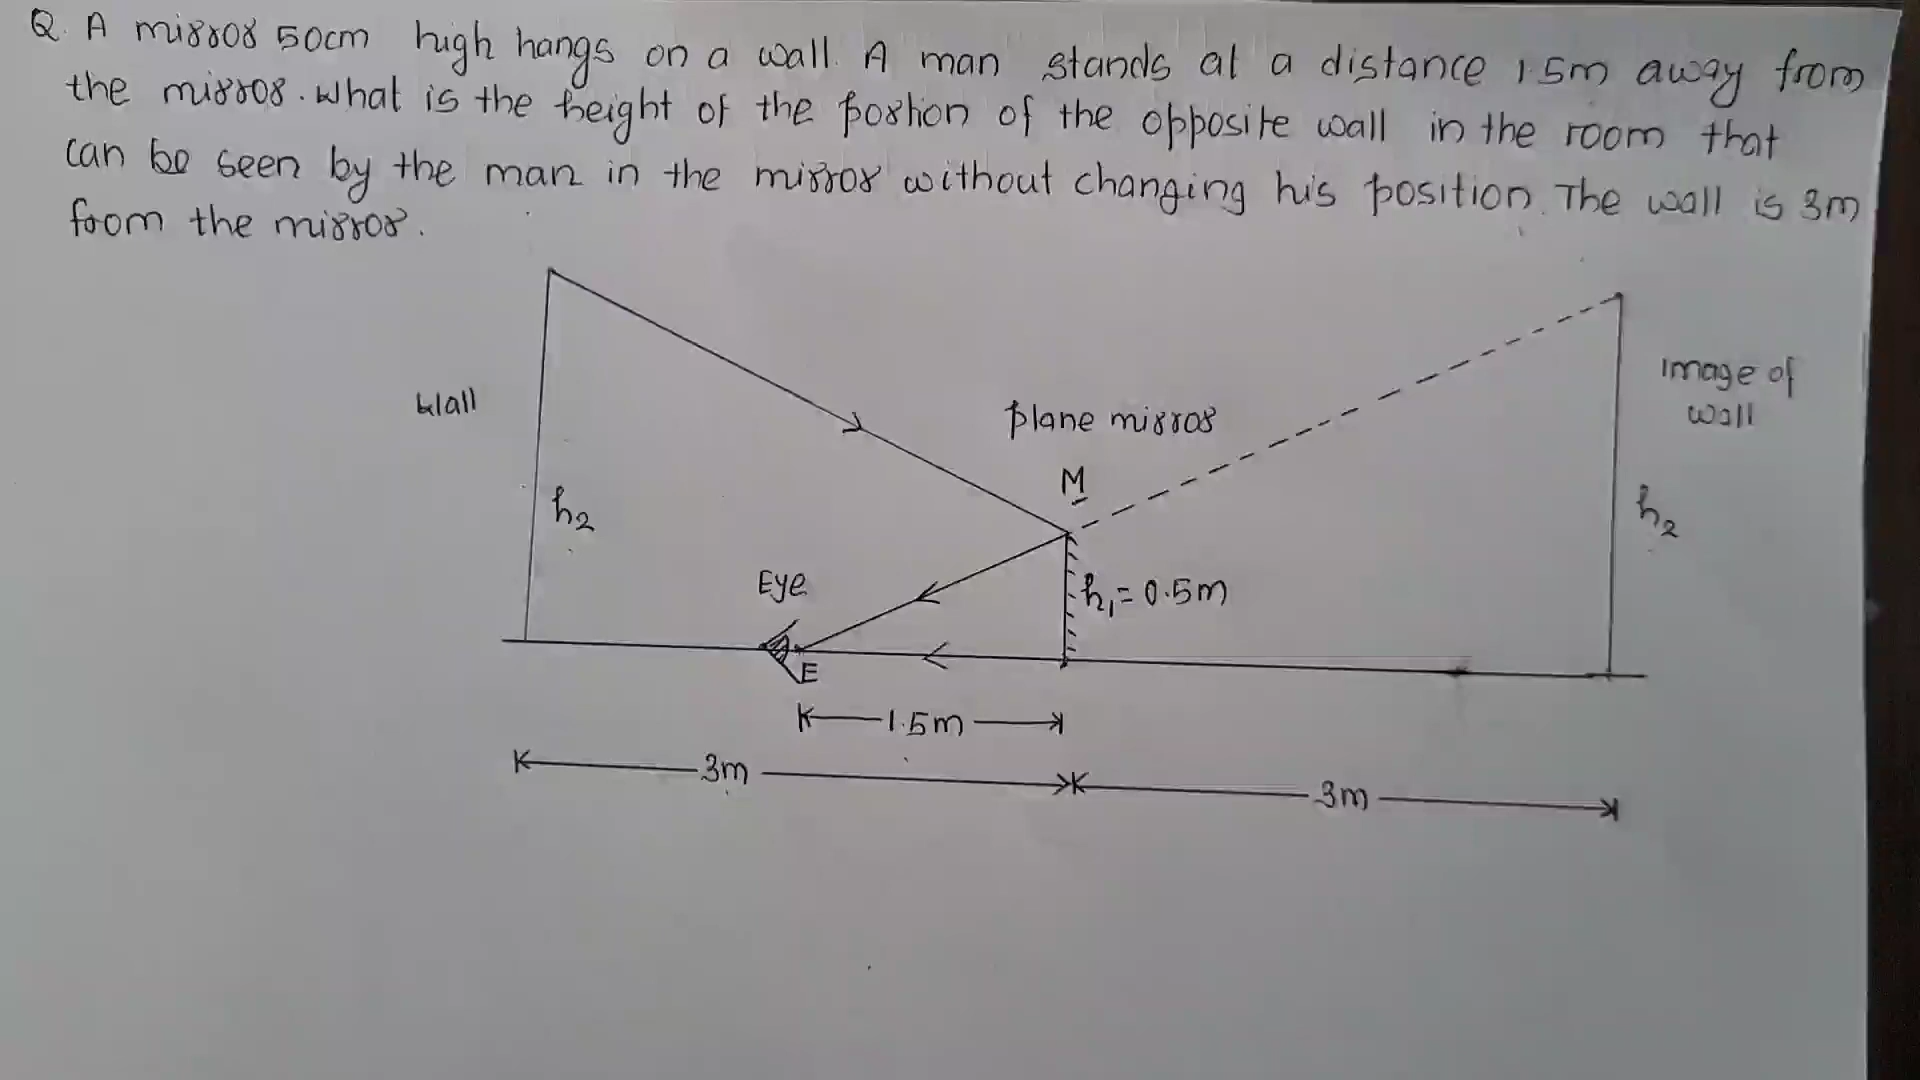 Q. A mirror 50cm high hangs on a wall. A man stands at a distance 1.5m away from
the mirror. what is the height of the portion of the opposite wall in the room that
can be seen by the man in the mirror without changing his position. The wall is 3m
from the mirror.
Wall
Image of
wall
plane mirror
M
h2
h2
Eye
h1 = 0.5m
E
1.5m
3m
3m